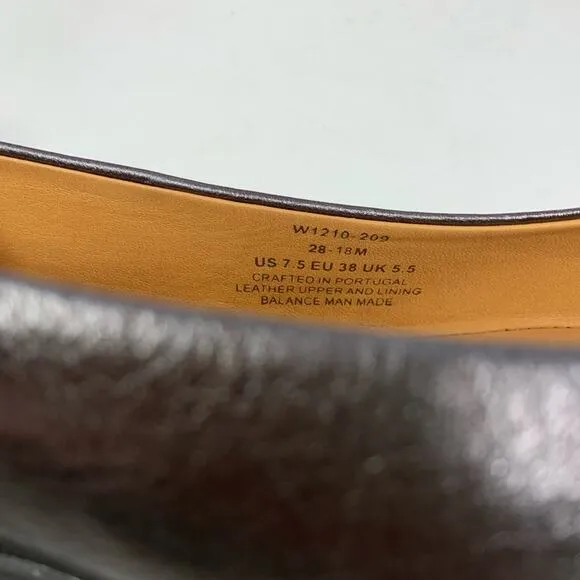 W1210-209
28-18M
US 7.5 EU 38 UK 5.5
CRAFTED IN PORTUGAL
LEATHER UPPER AND LINING
BALANCE MAN MADE